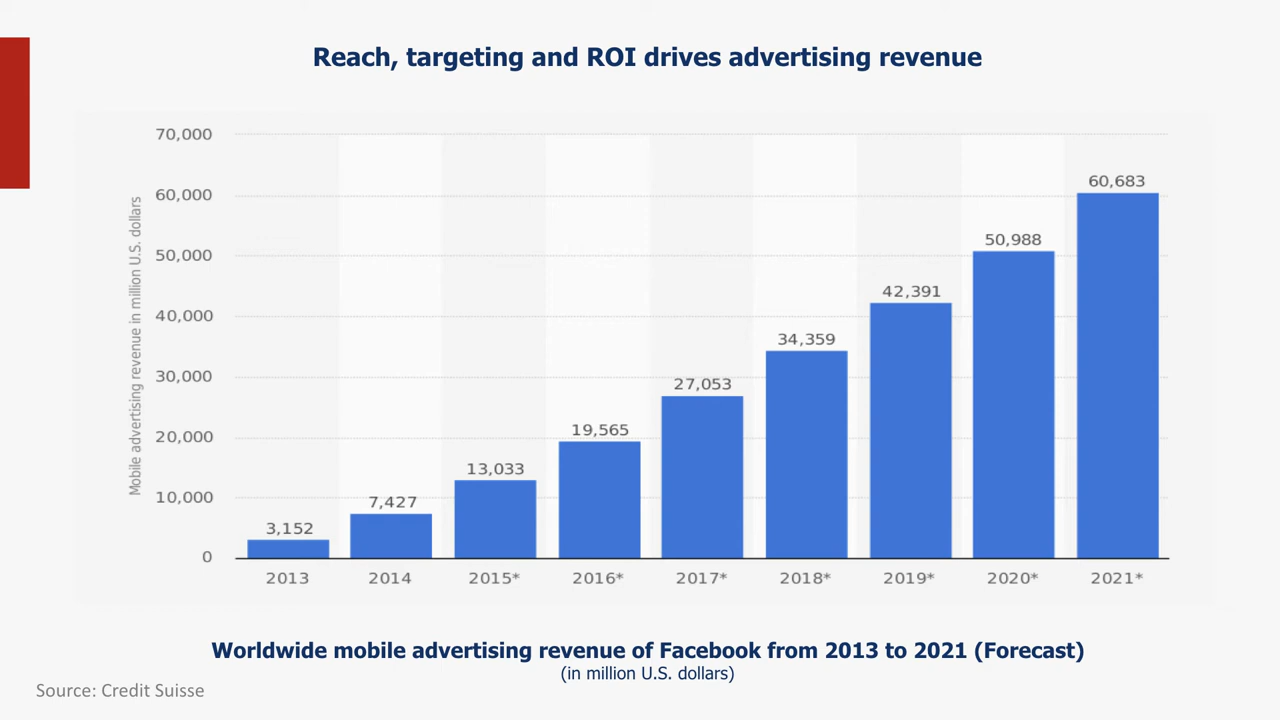 Reach, targeting and ROI drives advertising revenue
Mobile advertising revenue in million U.S. dollars
70,000
60,000
50,000
40,000
30,000
20,000
10,000
0
3,152
7,427
13,033
19,565
27,053
34,359
42,391
50,988
60,683
2013 2014 2015* 2016* 2017* 2018* 2019* 2020* 2021*
Worldwide mobile advertising revenue of Facebook from 2013 to 2021 (Forecast)
(in million U.S. dollars)
Source: Credit Suisse